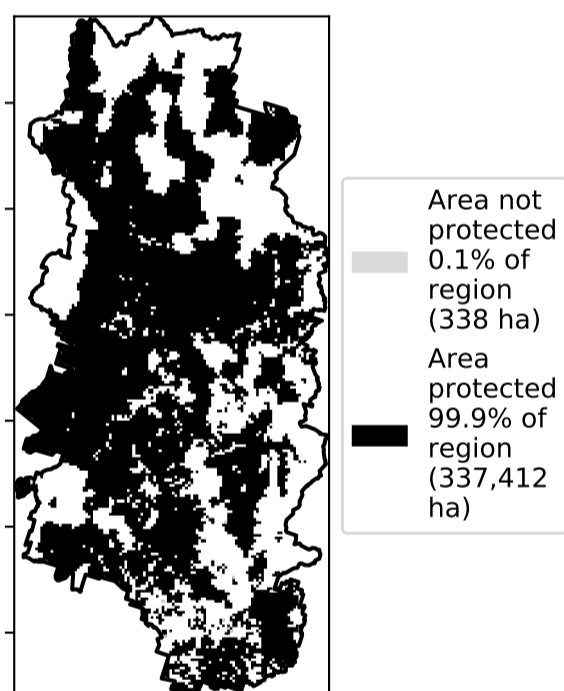 Area not
protected
0.1% of
region
(338 ha)
Area
protected
99.9% of
region
(337,412
ha)